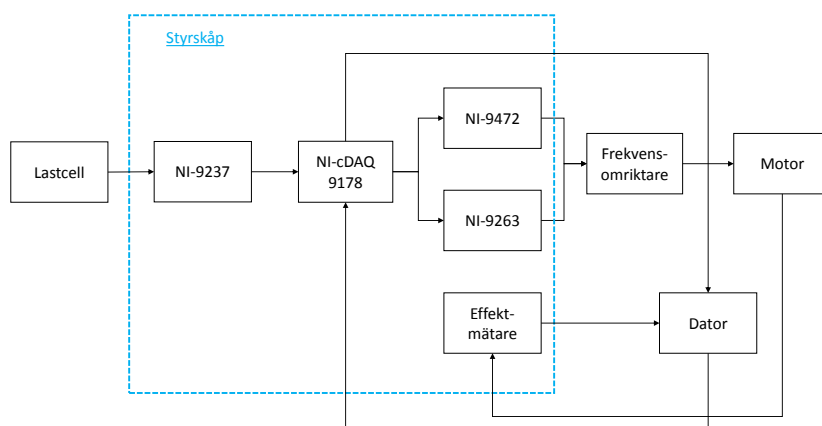 Styrskåp
Lastcell
NI-9237
NI-cDAQ
9178
NI-9472
NI-9263
Frekvens-
omriktare
Motor
Effekt-
mätare
Dator